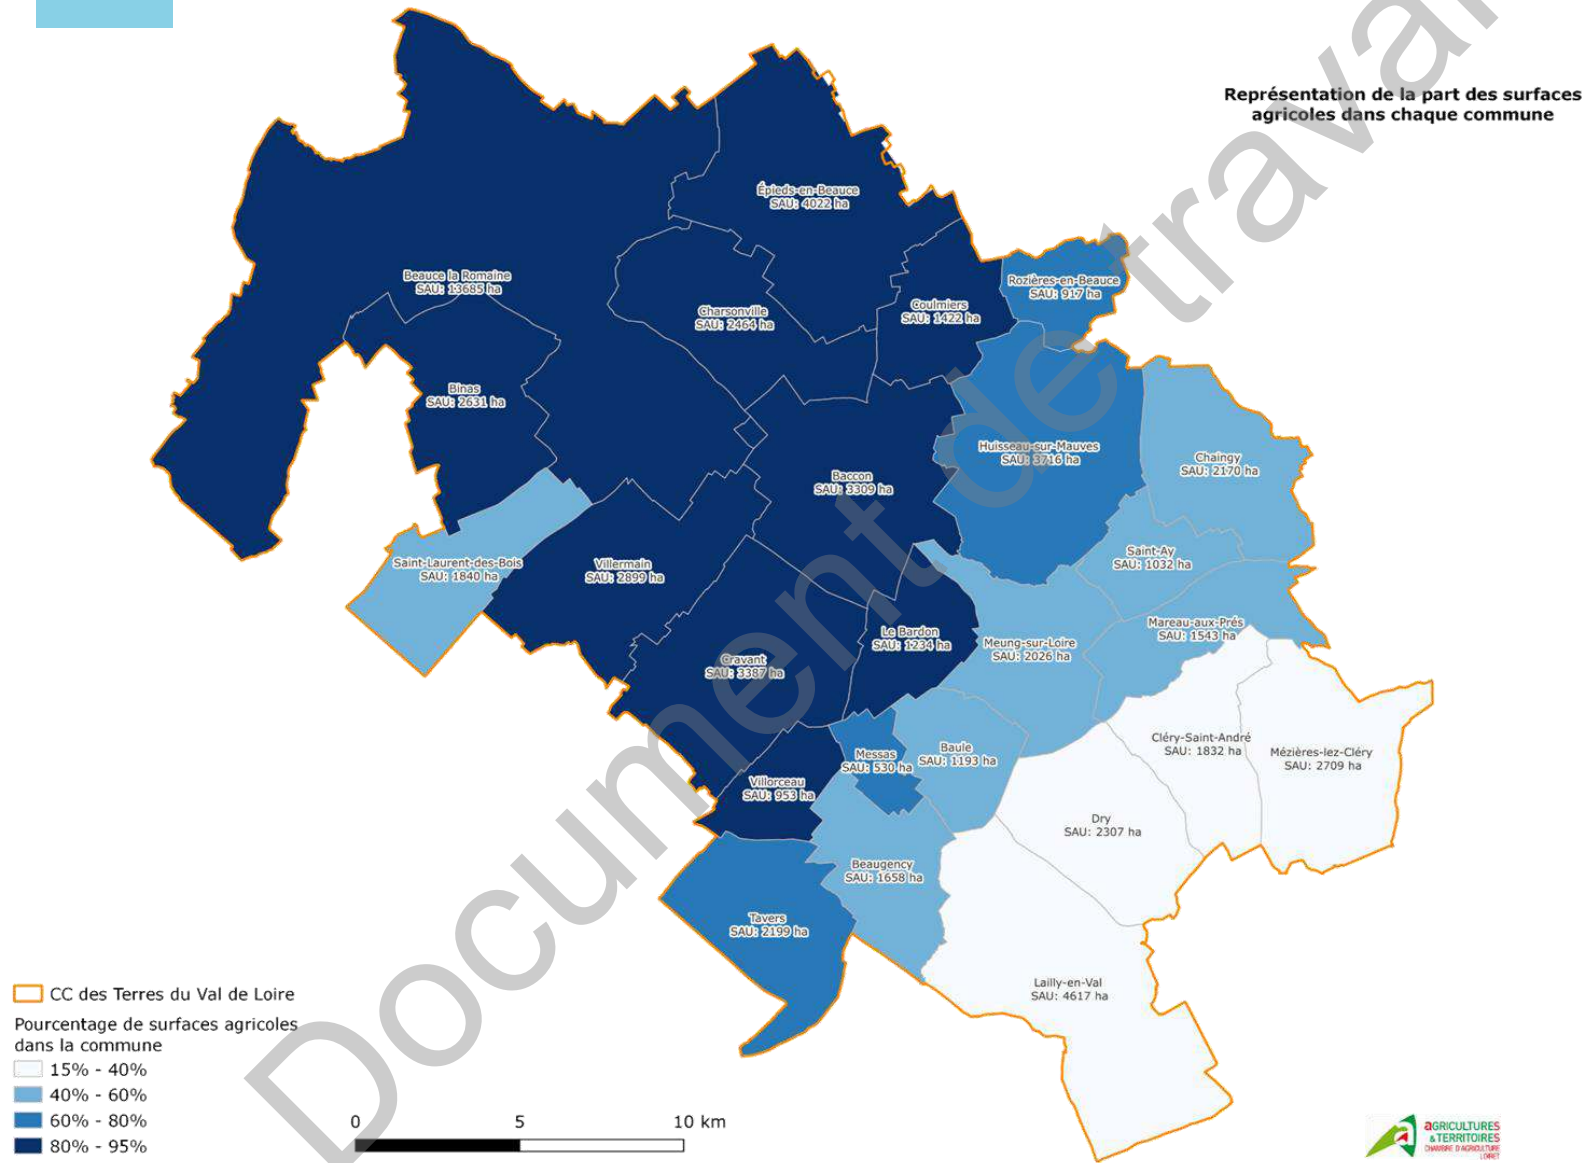 Représentation de la part des surfaces
agricoles dans chaque commune
Épieds-en-Beauce
SAU: 4022 ha
Beauce la Romaine
SAU: 13685 ha
Rozières-en-Beauce
SAU: 917 ha
Charsonville
SAU: 2464 ha
Coulmiers
SAU: 1422 ha
Binas
SAU: 2631 ha
Huisseau-sur-Mauves
SAU: 3716 ha
Chaingy
SAU: 2170 ha
Baccon
SAU: 3309 ha
Saint-Laurent-des-Bois
SAU: 1840 ha
Villermain
SAU: 2899 ha
Saint-Ay
SAU: 1032 ha
Mareau-aux-Prés
SAU: 1543 ha
Le Bardon
SAU: 1234 ha
Meung-sur-Loire
SAU: 2026 ha
Cravant
SAU: 3387 ha
Cléry-Saint-André
SAU: 1832 ha
Mézières-lez-Cléry
SAU: 2709 ha
Messas
SAU: 530 ha
Baule
SAU: 1193 ha
Villorceau
SAU: 953 ha
Dry
SAU: 2307 ha
Beaugency
SAU: 1658 ha
Tavers
SAU: 2199 ha
Lailly-en-Val
SAU: 4617 ha
Document de travai
CC des Terres du Val de Loire
Pourcentage de surfaces agricoles
dans la commune
15% - 40%
40% - 60%
60% - 80%
80% - 95%
0 5 10 km
aGRICULTURES
& TERRITOIRES
CHAMBRE D'AGRICULTURE
LOIRET